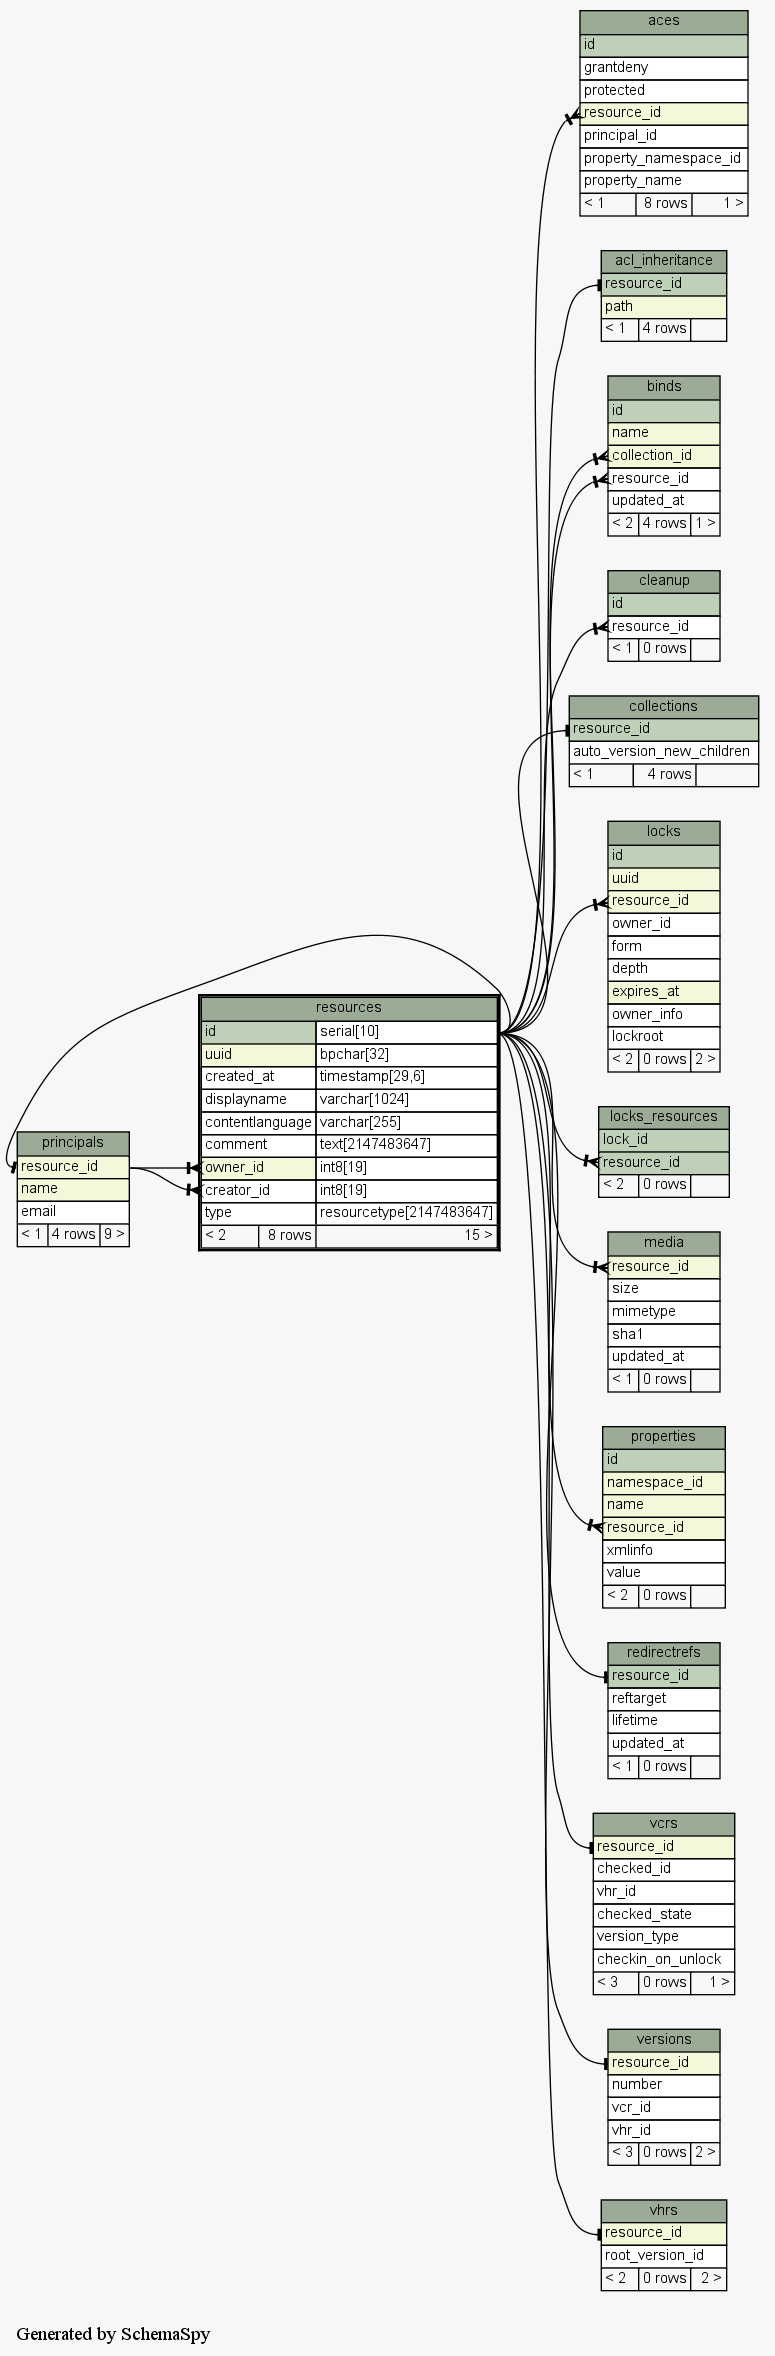 aces
id
grantdeny
protected
resource_id
principal_id
property_namespace_id
property_name
< 1 8 rows 1 >
acl_inheritance
resource_id
path
< 1 4 rows
binds
id
name
collection_id
resource_id
updated_at
< 2 4 rows 1 >
cleanup
id
resource_id
< 1 0 rows
collections
resource_id
auto_version_new_children
< 1 4 rows
locks
id
uuid
resource_id
owner_id
form
depth
expires_at
owner_info
lockroot
< 2 0 rows 2 >
resources
id serial[10]
uuid bpchar[32]
created_at timestamp[29,6]
displayname varchar[1024]
contentlanguage varchar[255]
comment text[2147483647]
owner_id int8[19]
creator_id int8[19]
type resourcetype[2147483647]
< 2 8 rows 15 >
principals
resource_id
name
email
< 1 4 rows 9 >
locks_resources
lock_id
resource_id
< 2 0 rows
media
resource_id
size
mimetype
sha1
updated_at
< 1 0 rows
properties
id
namespace_id
name
resource_id
xmlinfo
value
< 2 0 rows
redirectrefs
resource_id
reftarget
lifetime
updated_at
< 1 0 rows
vcrs
resource_id
checked_id
vhr_id
checked_state
version_type
checkin_on_unlock
< 3 0 rows 1 >
versions
resource_id
number
vcr_id
vhr_id
< 3 0 rows 2 >
vhrs
resource_id
root_version_id
< 2 0 rows 2 >
Generated by SchemaSpy